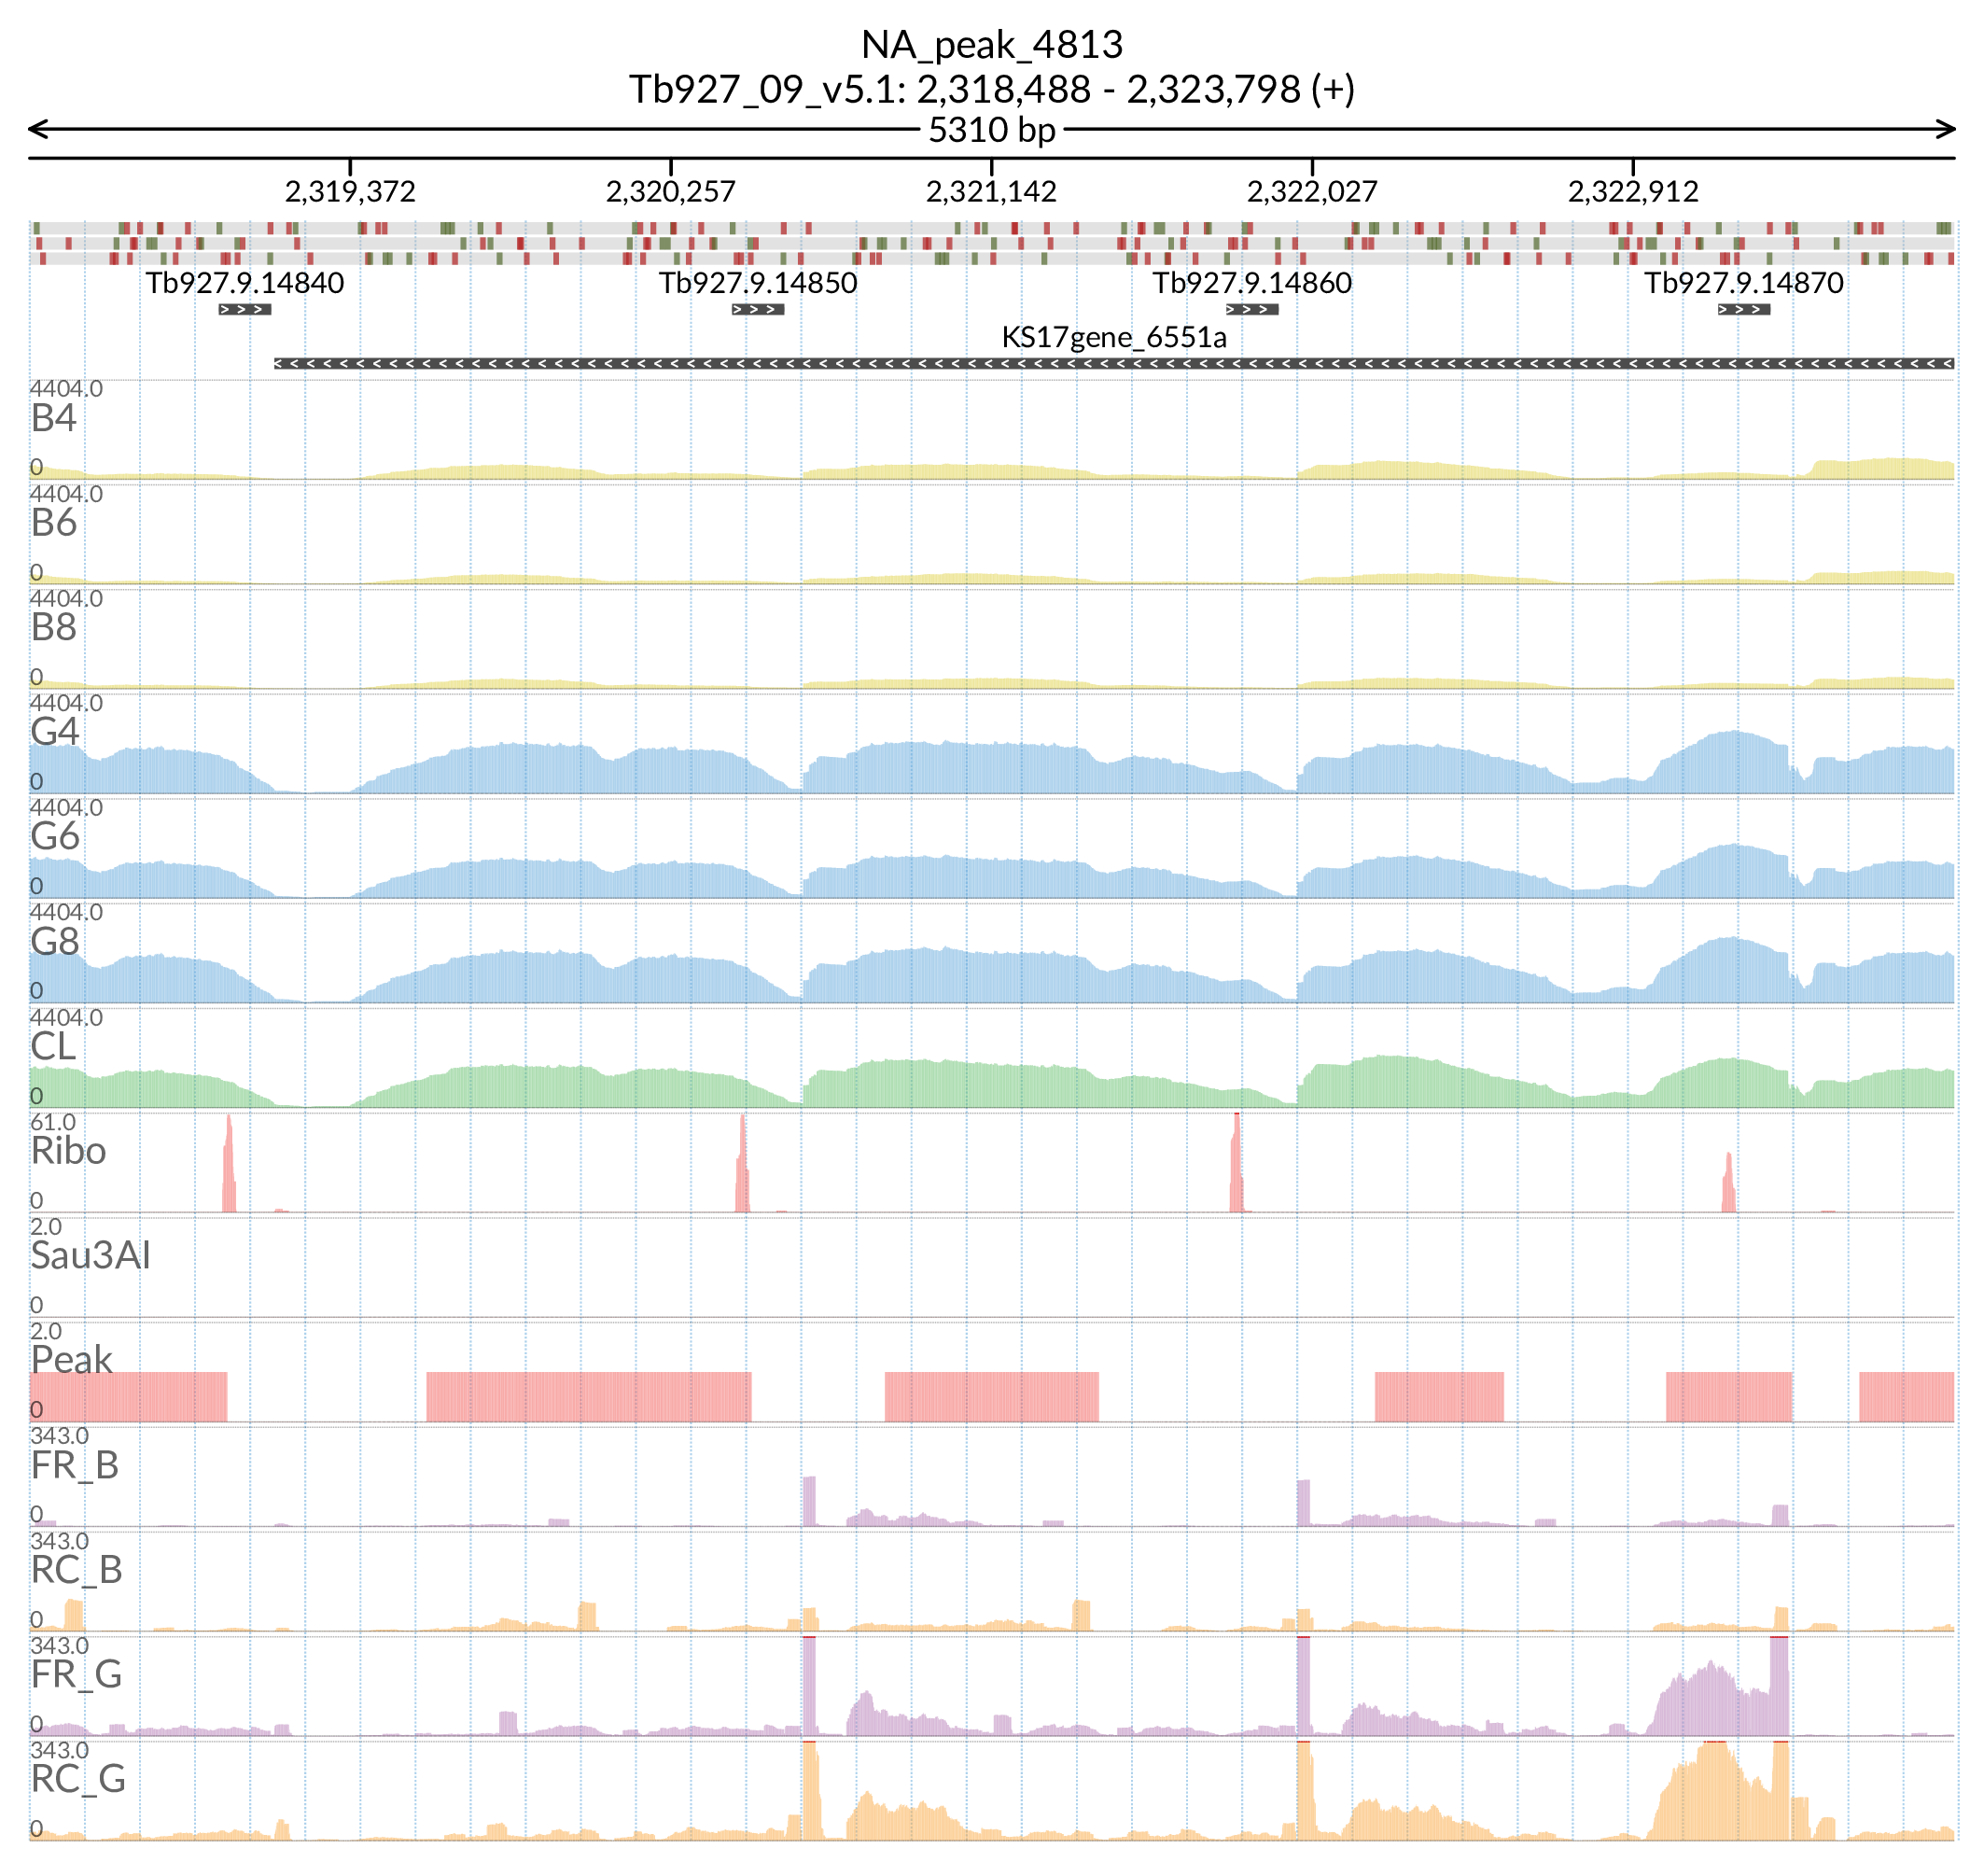 NA_peak_4813
Tb927_09_v5.1: 2,318,488 - 2,323,798 (+)
5310 bp
2,319,372 2,320,257 2,321,142 2,322,027 2,322,912
Tb927.9.14840 Tb927.9.14850 Tb927.9.14860 Tb927.9.14870
KS17gene_6551a
4404.0
B4
0
4404.0
B6
0
4404.0
B8
0
4404.0
G4
0
4404.0
G6
0
4404.0
G8
0
4404.0
CL
0
61.0
Ribo
0
2.0
Sau3AI
0
2.0
Peak
0
343.0
FR_B
0
343.0
RC_B
0
343.0
FR_G
0
343.0
RC_G
0